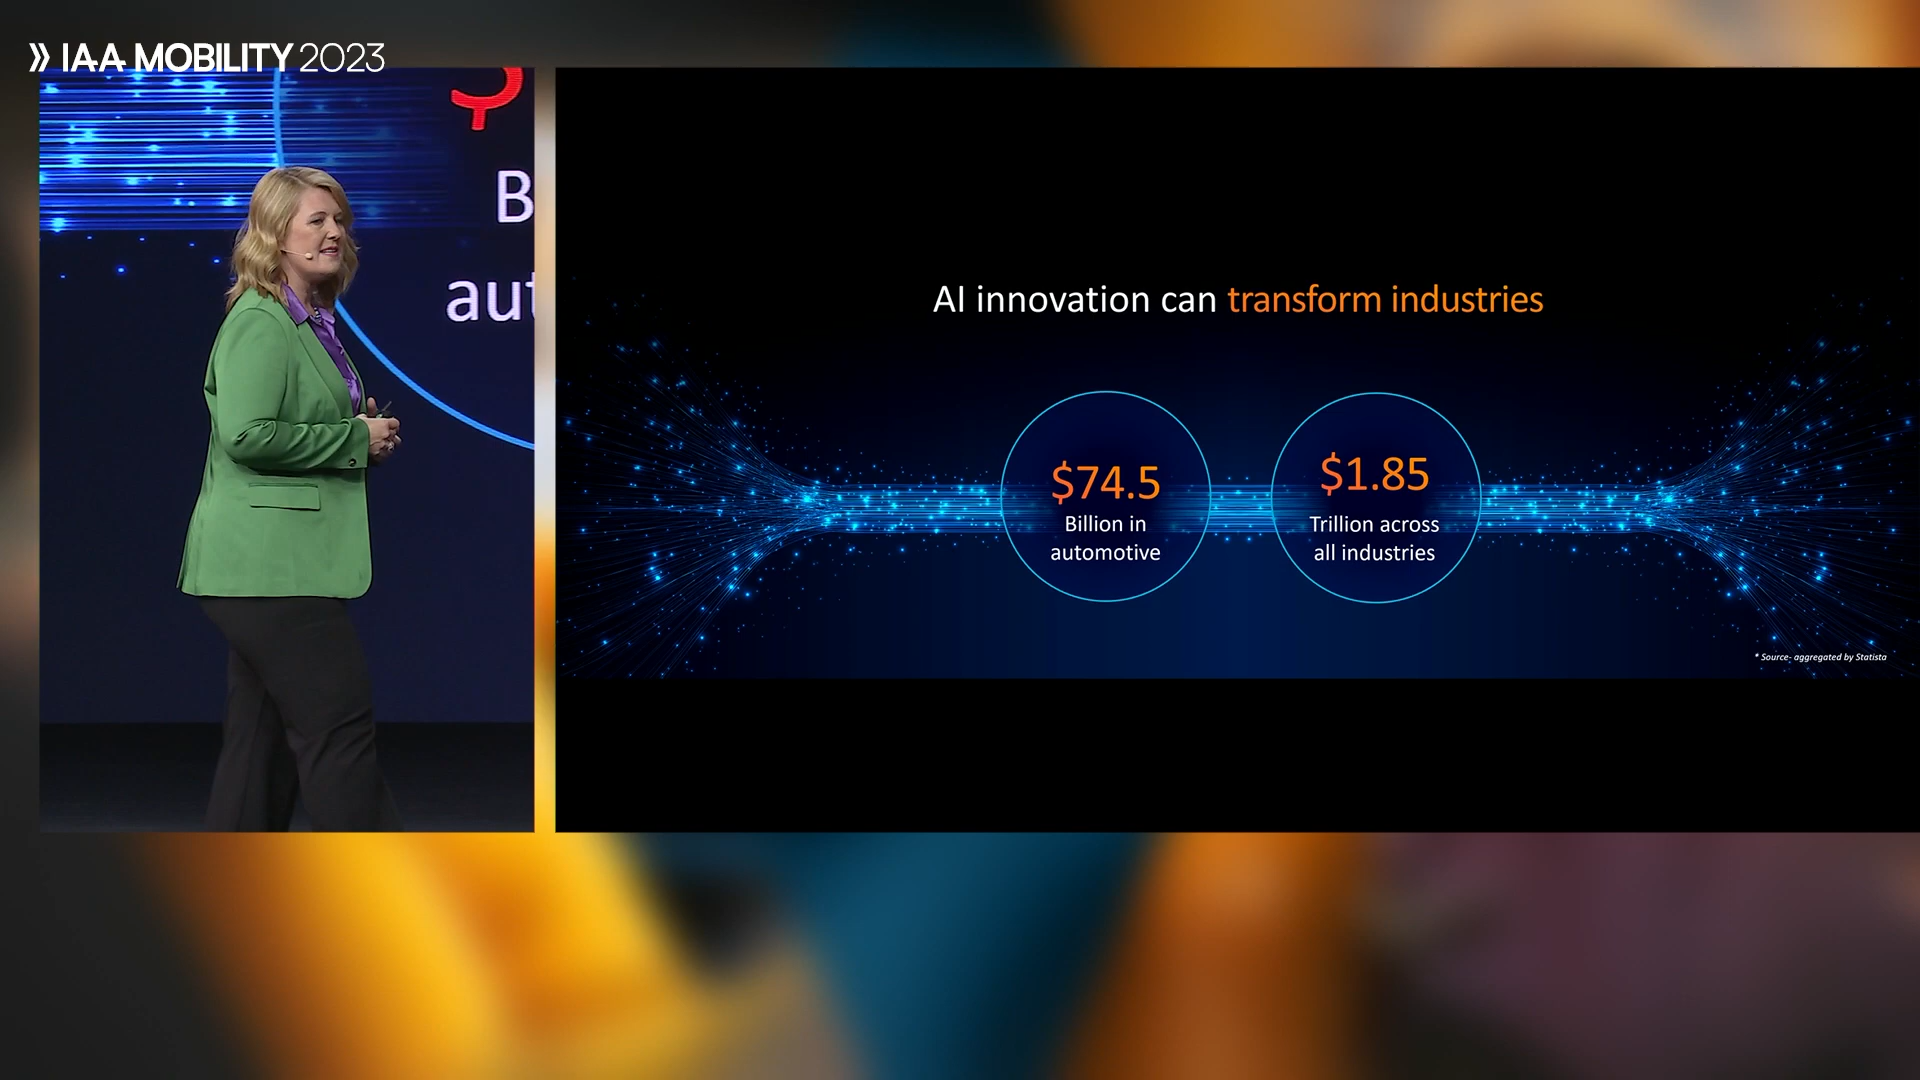 IAA MOBILITY 2023
$
B
aut
AI innovation can transform industries
$74.5
Billion in
automotive
$1.85
Trillion across
all industries
* Source- aggregated by Statista